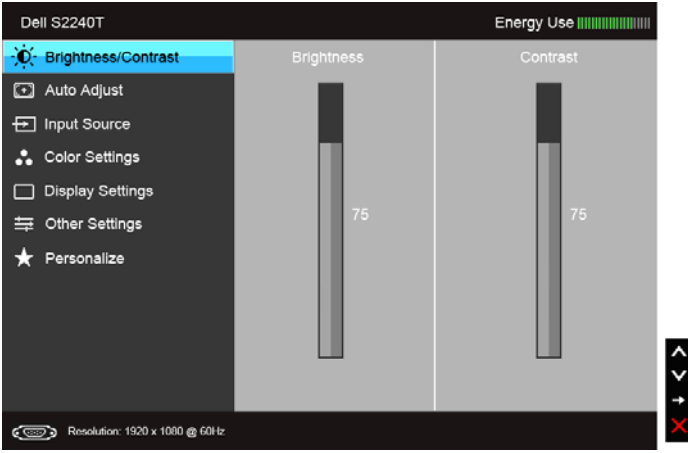 Dell S2240T
Energy Use
Brightness/Contrast
Auto Adjust
Input Source
Color Settings
Display Settings
Other Settings
Personalize
Brightness
Contrast
75
75
Resolution: 1920 x 1080 @ 60Hz